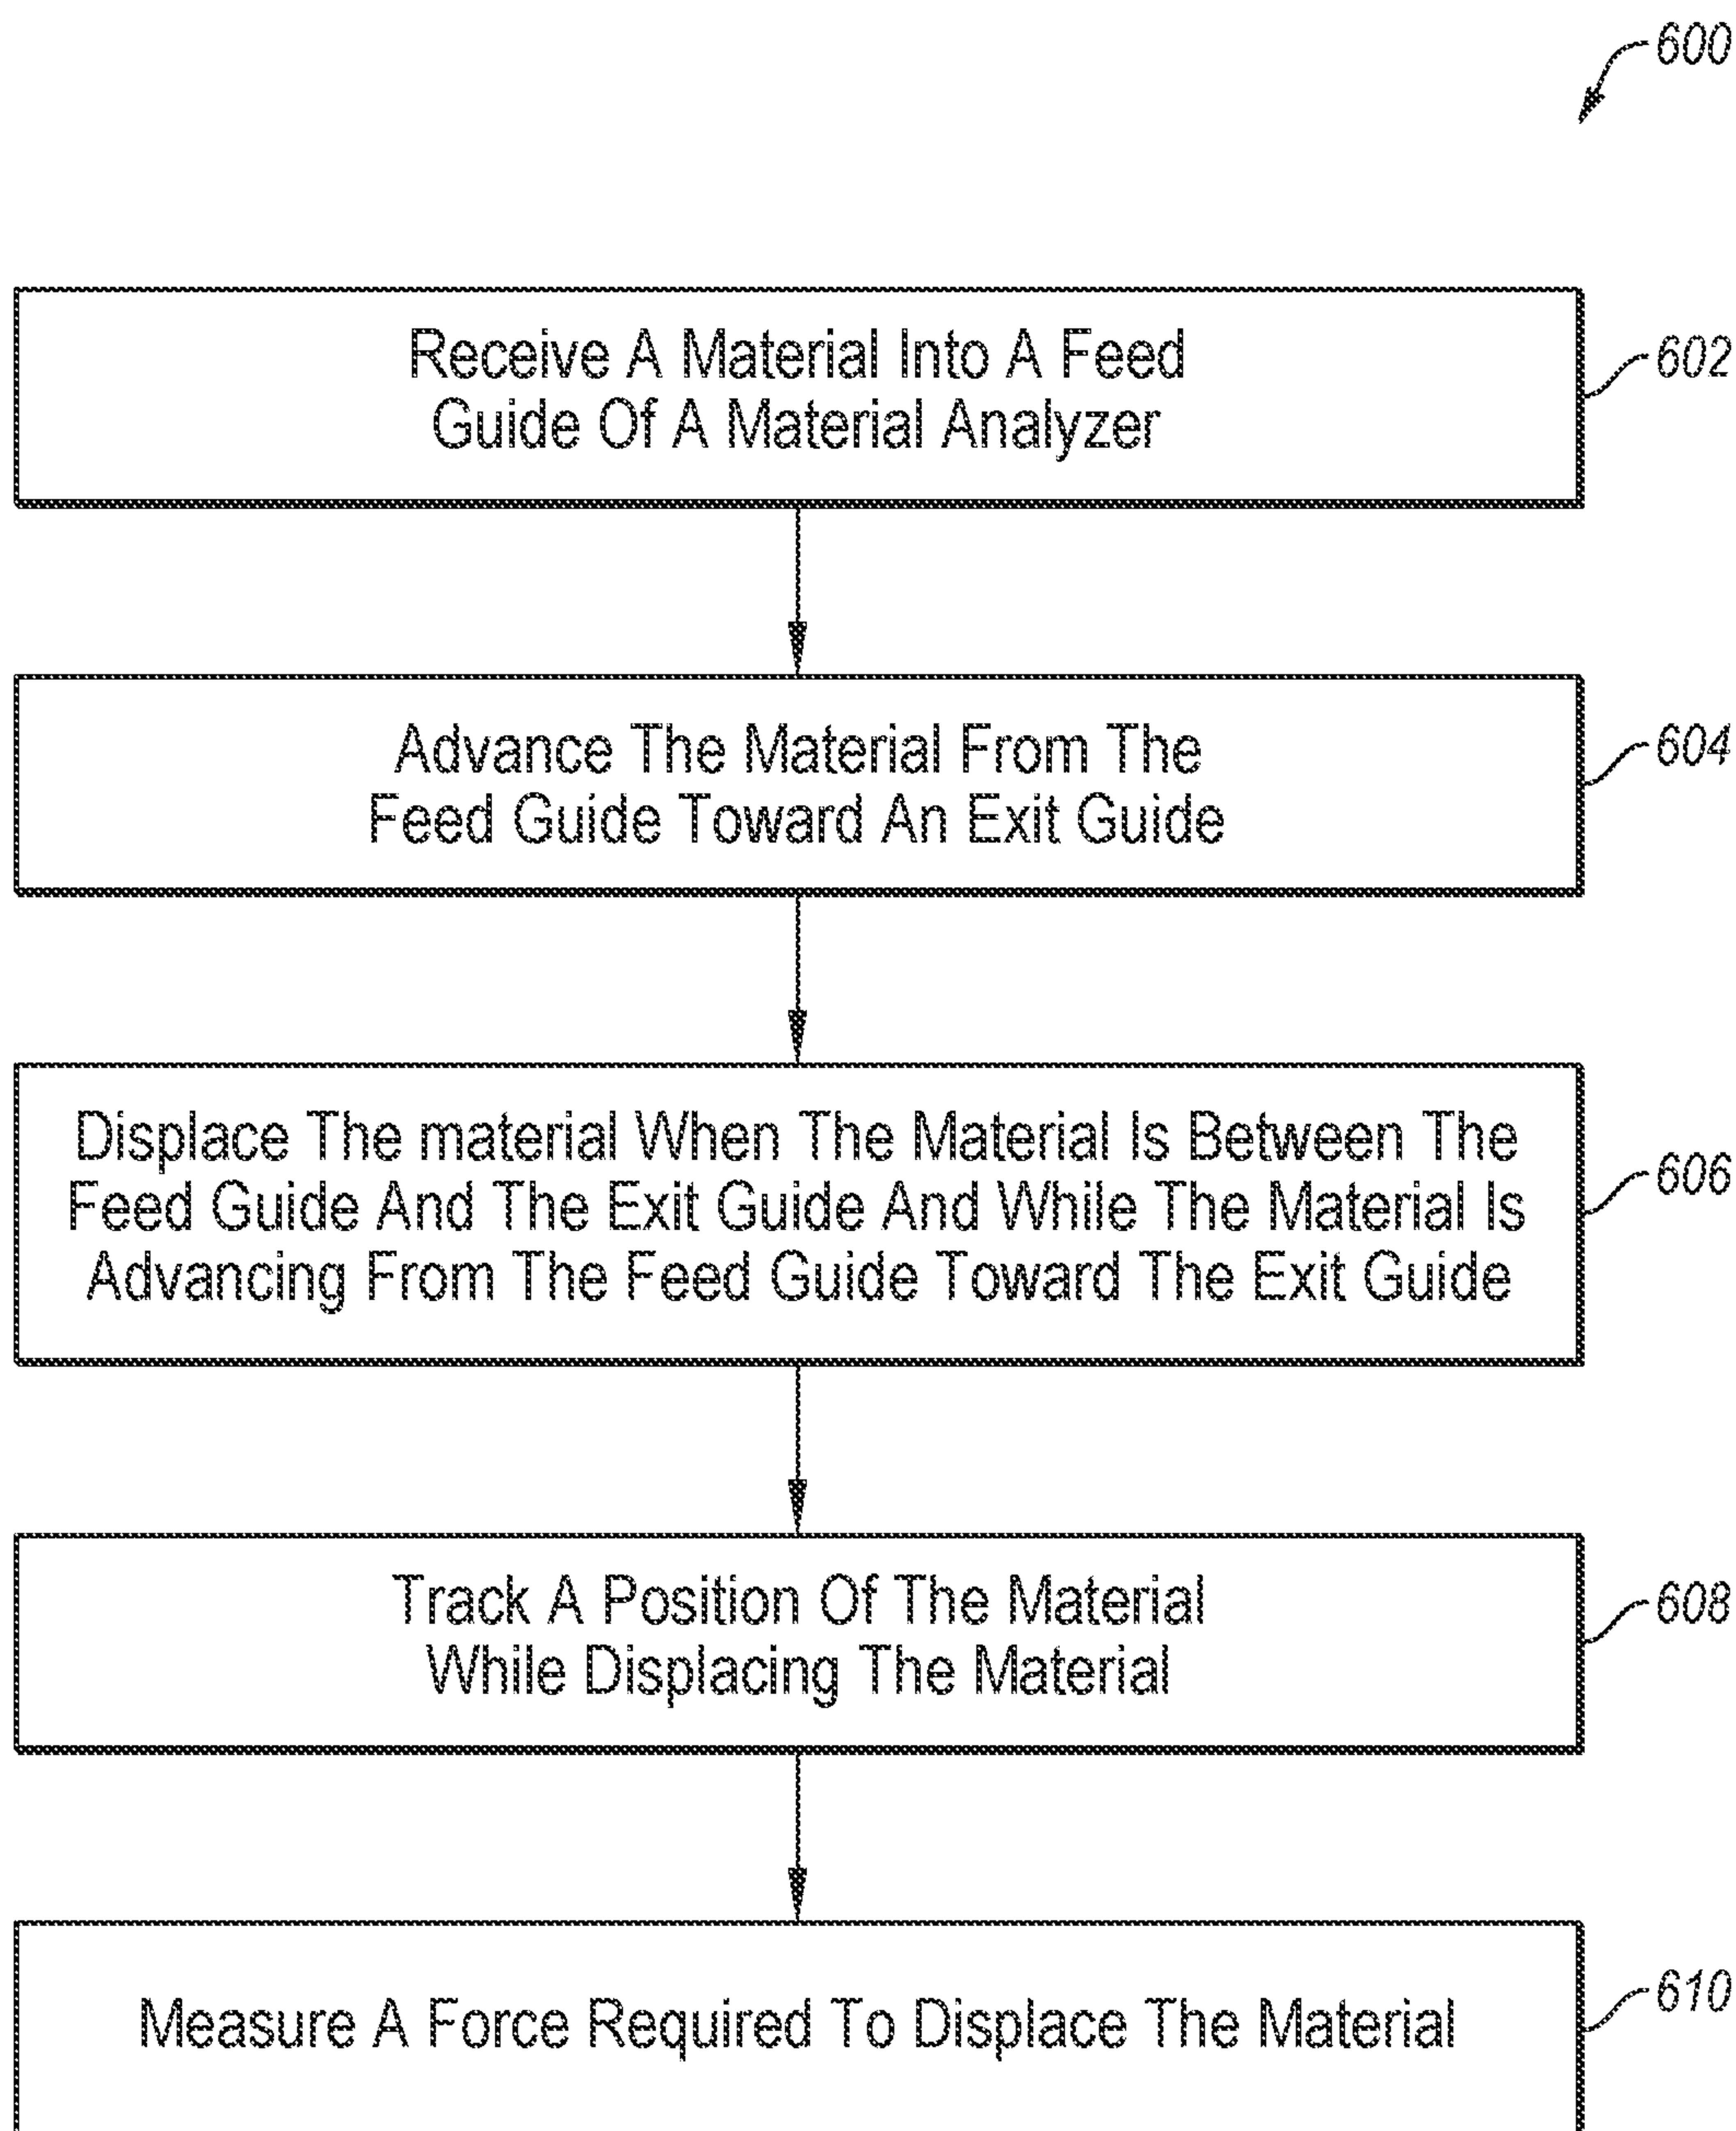 600
Receive A Material Into A Feed
Guide Of A Material Analyzer
602
Advance The Material From The
Feed Guide Toward An Exit Guide
604
Displace The material When The Material Is Between The
Feed Guide And The Exit Guide And While The Material Is
Advancing From The Feed Guide Toward The Exit Guide
606
Track A Position Of The Material
While Displacing The Material
608
Measure A Force Required To Displace The Material
610